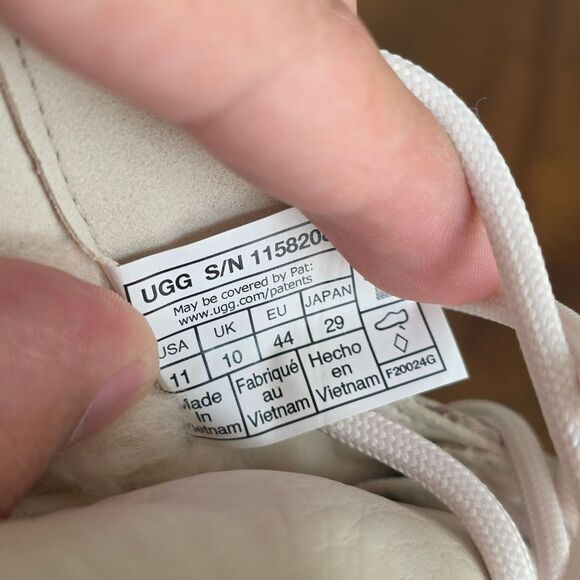 UGG S/N 1158208
May be covered by Pat:
www.ugg.com/patents
USA UK EU JAPAN
11 10 44 29
Made In Vietnam
Fabriqué au Vietnam
Hecho en Vietnam
F20024G